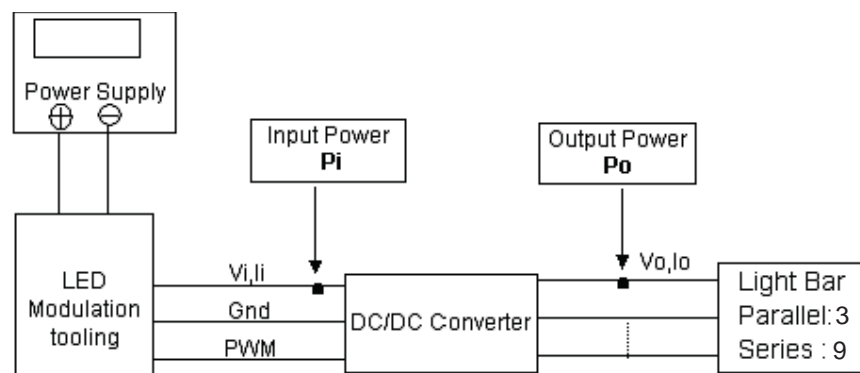 Power Supply
Input Power
Pi
Output Power
Po
LED
Modulation
tooling
Vi,Ii
Gnd
PWM
DC/DC Converter
Vo,Io
Light Bar
Parallel: 3
Series : 9